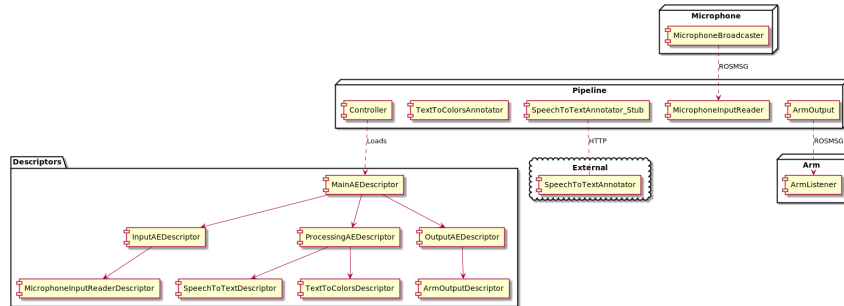 Microphone
MicrophoneBroadcaster
ROSMSG
Pipeline
Controller
TextToColorsAnnotator
SpeechToTextAnnotator_Stub
MicrophoneInputReader
ArmOutput
Loads
HTTP
ROSMSG
Descriptors
External
Arm
MainAEDescriptor
SpeechToTextAnnotator
ArmListener
InputAEDescriptor
ProcessingAEDescriptor
OutputAEDescriptor
MicrophoneInputReaderDescriptor
SpeechToTextDescriptor
TextToColorsDescriptor
ArmOutputDescriptor